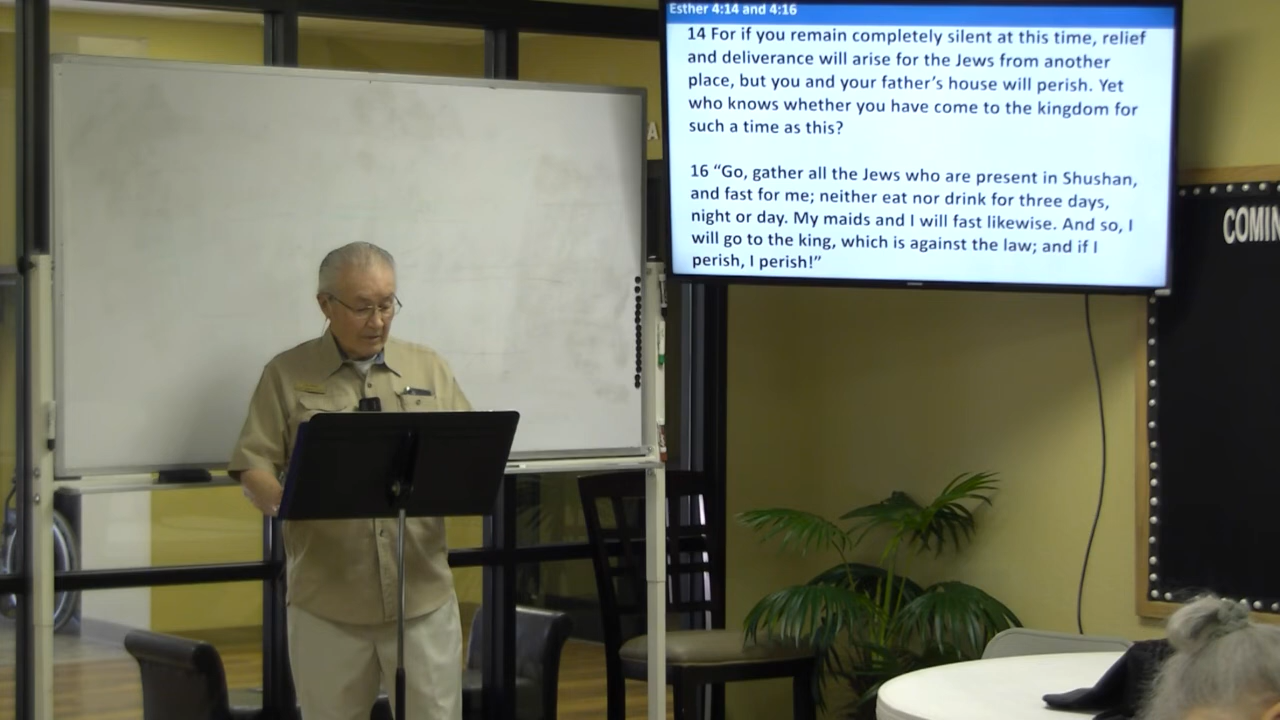 Esther 4:14 and 4:16
14 For if you remain completely silent at this time, relief
and deliverance will arise for the Jews from another
place, but you and your father's house will perish. Yet
who knows whether you have come to the kingdom for
such a time as this?
16 “Go, gather all the Jews who are present in Shushan,
and fast for me; neither eat nor drink for three days,
night or day. My maids and I will fast likewise. And so, I
will go to the king, which is against the law; and if I
perish, I perish!”
A
COMIN